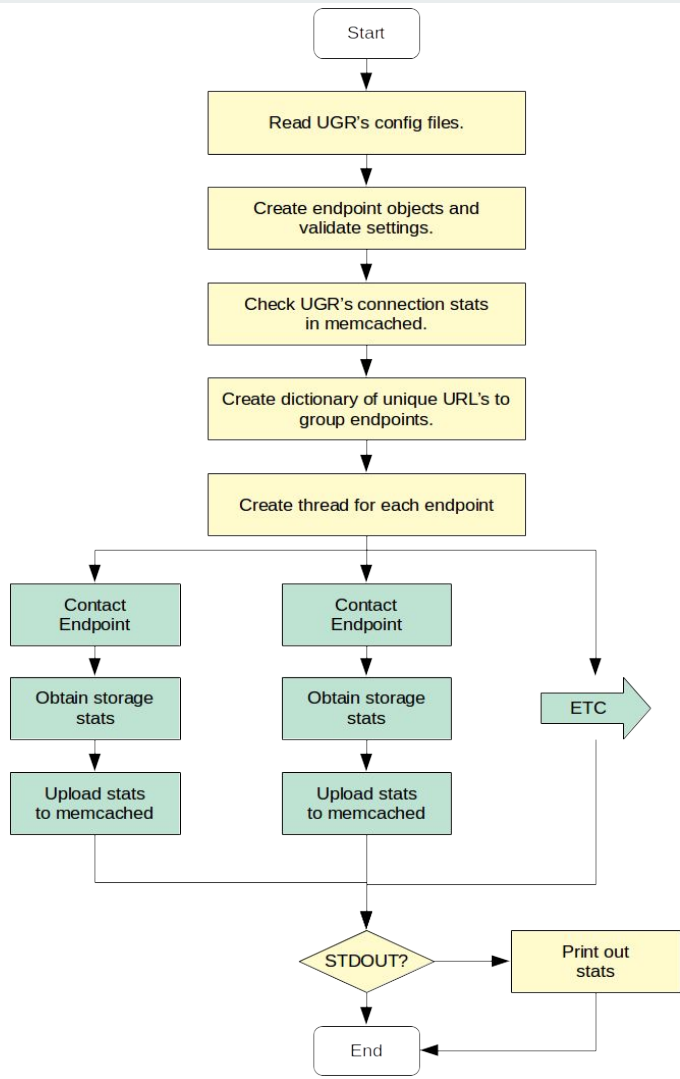 Start
Read UGR's config files.
Create endpoint objects and
validate settings.
Check UGR's connection stats
in memcached.
Create dictionary of unique URL's to
group endpoints.
Create thread for each endpoint
Contact
Endpoint
Obtain storage
stats
Upload stats
to memcached
Contact
Endpoint
Obtain storage
stats
Upload stats
to memcached
ETC
STDOUT?
Print out
stats
End